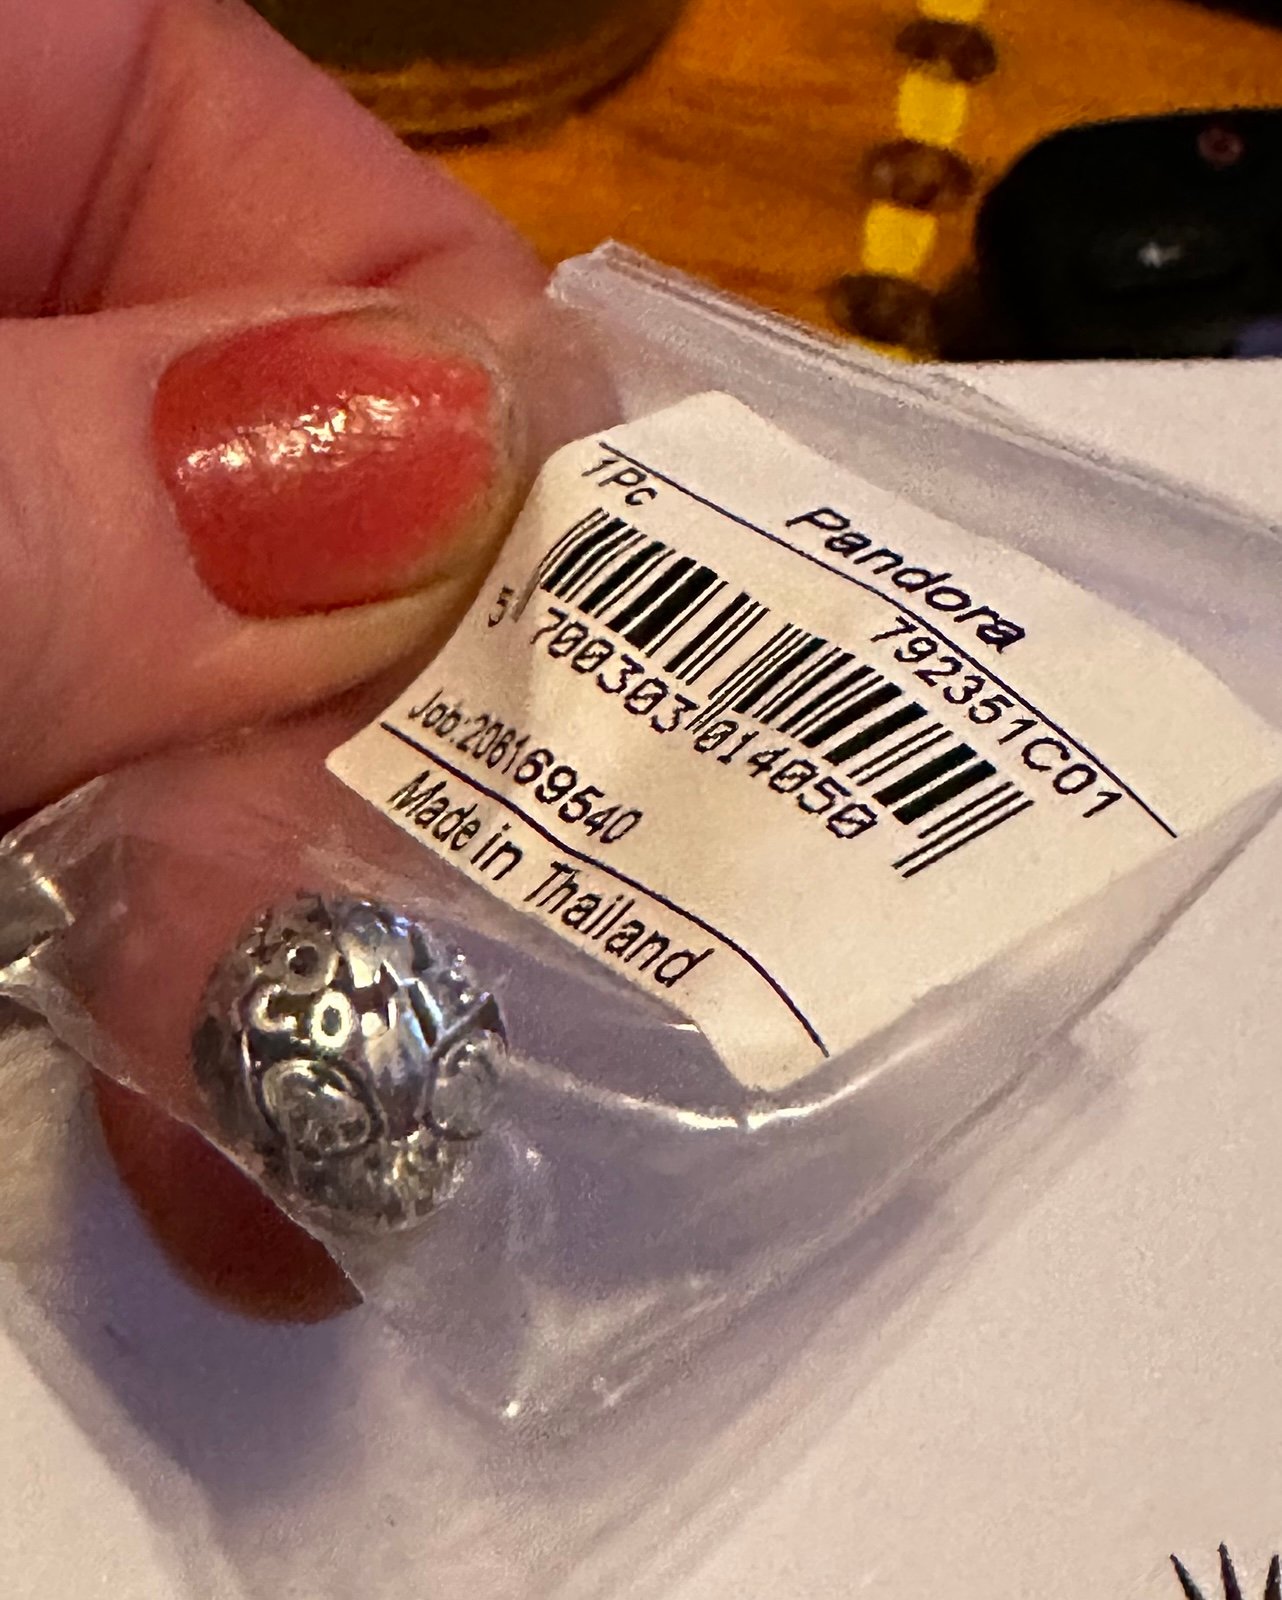 Pandora
1Pc 792351C01
5 700303 014050
Job:206169540
Made in Thailand